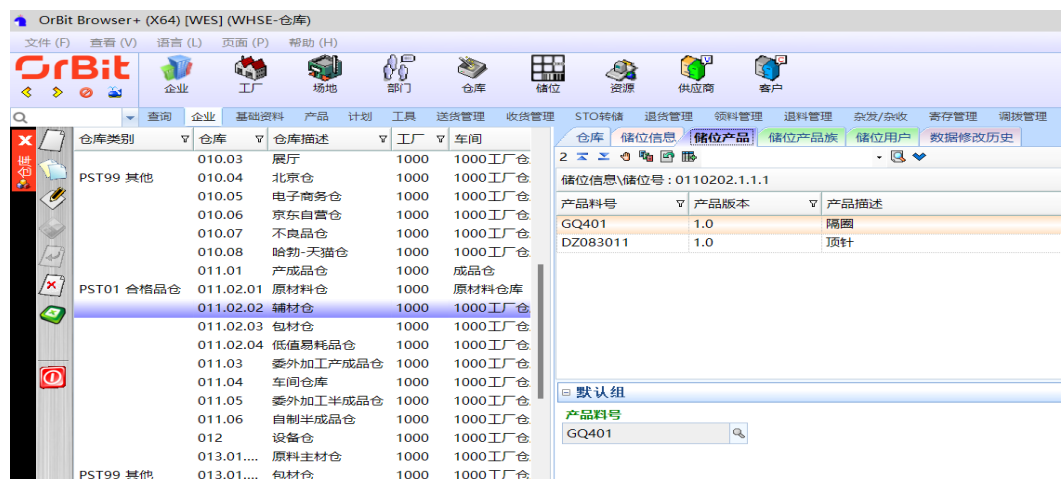 OrBit Browser+ (X64) [WES] (WHSE-仓库)
文件 (F) 查看 (V) 语言 (L) 页面 (P) 帮助 (H)
OrBit
企业 工厂 场地 部门 仓库 储位 资源 供应商 客户
查询 企业 基础资料 产品 计划 工具 送货管理 收货管理 STO转储 退货管理 领料管理 退料管理 杂发/杂收 寄存管理 调拨管理
仓库
仓库类别 仓库 仓库描述 工厂 车间
010.03 展厅 1000 1000工厂仓
PST99 其他 010.04 北京仓 1000 1000工厂仓
010.05 电子商务仓 1000 1000工厂仓
010.06 京东自营仓 1000 1000工厂仓
010.07 不良品仓 1000 1000工厂仓
010.08 哈勃-天猫仓 1000 1000工厂仓
011.01 产成品仓 1000 成品仓
PST01 合格品仓 011.02.01 原材料仓 1000 原材料仓库
011.02.02 辅材仓 1000 1000工厂仓
011.02.03 包材仓 1000 1000工厂仓
011.02.04 低值易耗品仓 1000 1000工厂仓
011.03 委外加工产成品仓 1000 1000工厂仓
011.04 车间仓库 1000 1000工厂仓
011.05 委外加工半成品仓 1000 1000工厂仓
011.06 自制半成品仓 1000 1000工厂仓
012 设备仓 1000 1000工厂仓
013.01.... 原料主材仓 1000 1000工厂仓
PST99 其他 013.01.... 包材仓 1000 1000工厂仓
仓库 储位信息 储位产品 储位产品族 储位用户 数据修改历史
2
储位信息\储位号 : 0110202.1.1.1
产品料号 产品版本 产品描述
GQ401 1.0 隔圈
DZ083011 1.0 顶针
默认组
产品料号
GQ401